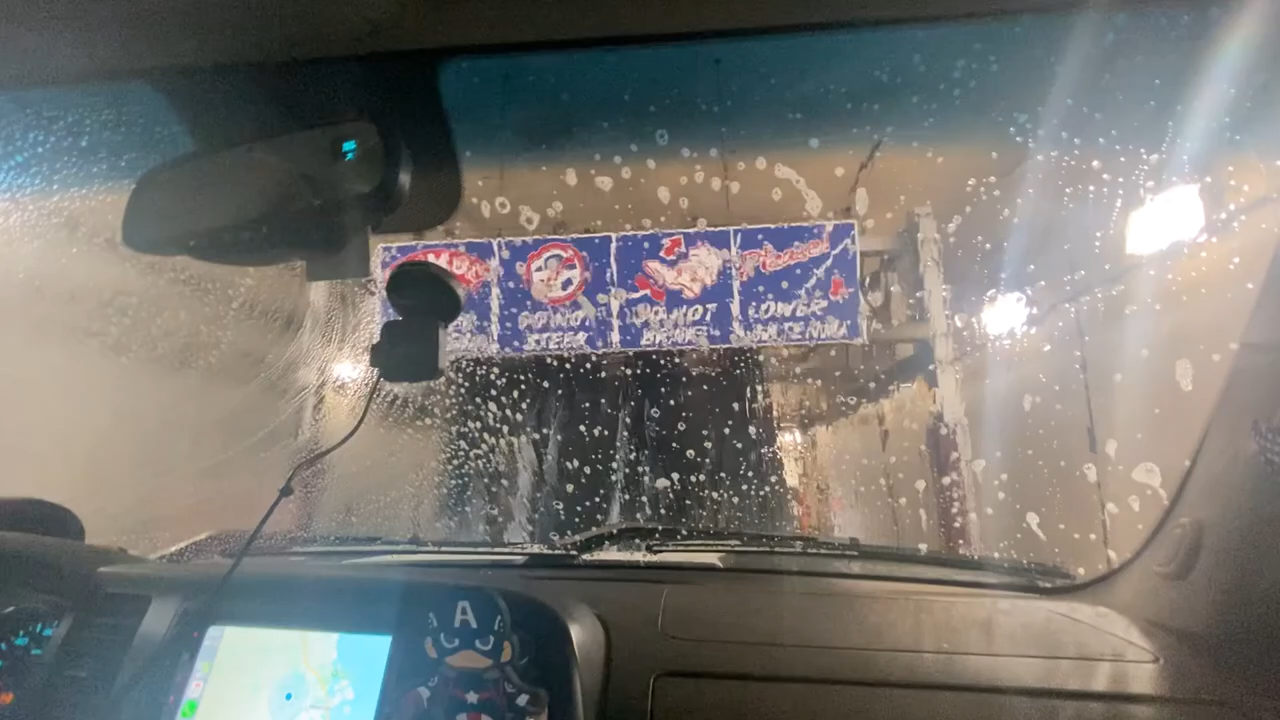 DO NOT
STEER
DO NOT
BRAKE
Please!
LOWER
ANTENNA
A